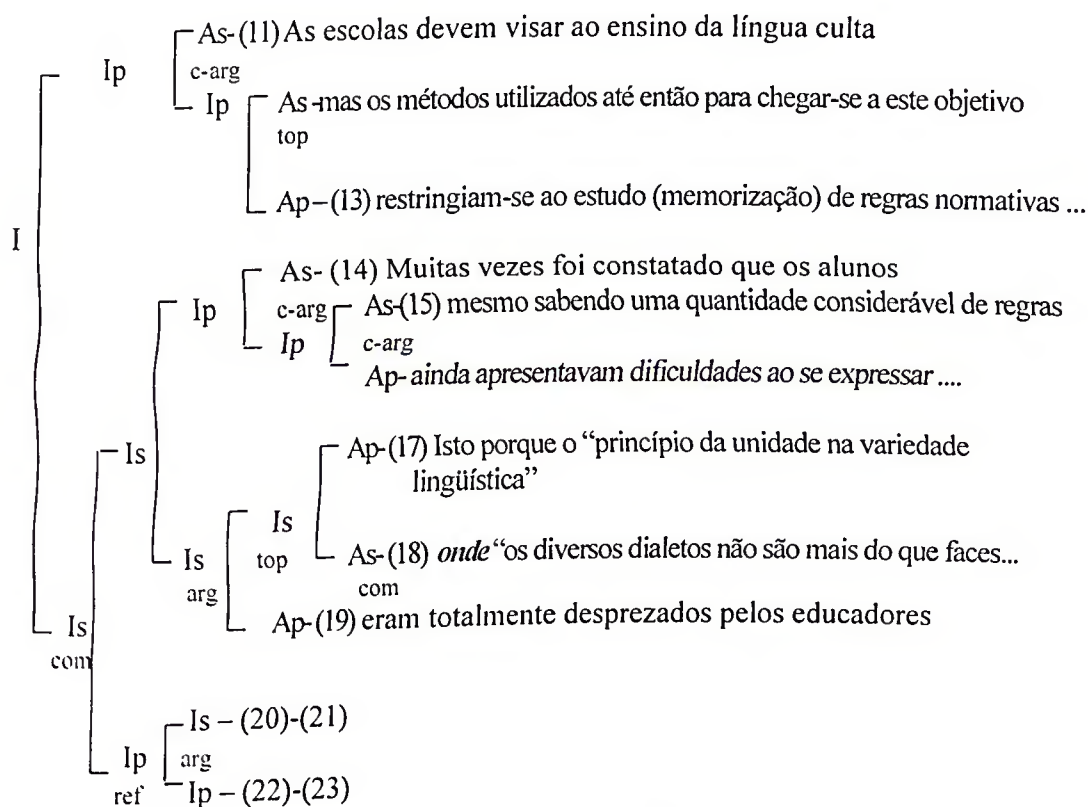 As- (11) As escolas devem visar ao ensino da língua culta
Ip
c-arg
Ip
As -mas os métodos utilizados até então para chegar-se a este objetivo
top
Ap – (13) restringiam-se ao estudo (memorização) de regras normativas ...
I
As- (14) Muitas vezes foi constatado que os alunos
Ip
c-arg
As-(15) mesmo sabendo uma quantidade considerável de regras
Ip
c-arg
Ap- ainda apresentavam dificuldades ao se expressar ....
Is
Ap-(17) Isto porque o “princípio da unidade na variedade
lingüística”
Is
top
As-(18) onde “os diversos dialetos não são mais do que faces...
com
Is
arg
Ap-(19) eram totalmente desprezados pelos educadores
Is
com
Is – (20)-(21)
Ip
arg
ref
Ip – (22)-(23)